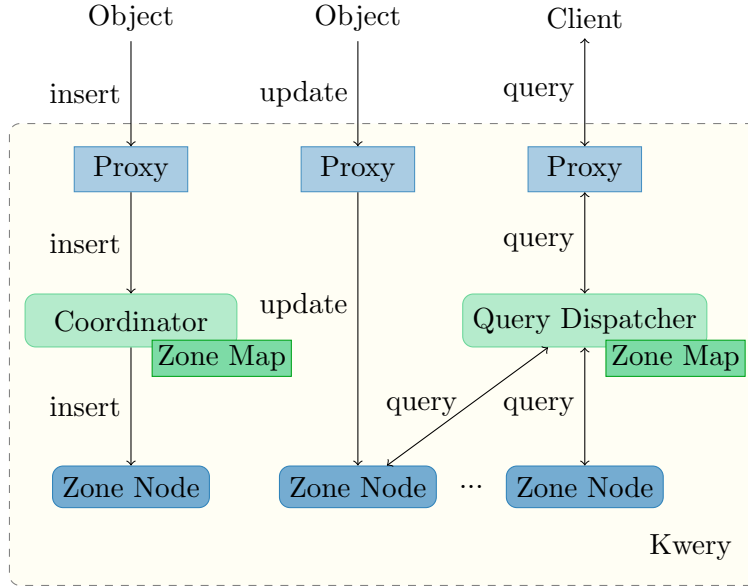 Object Object Client
insert update query
Proxy Proxy Proxy
insert query
update
Coordinator Query Dispatcher
Zone Map Zone Map
insert query query
Zone Node Zone Node ... Zone Node
Kwery